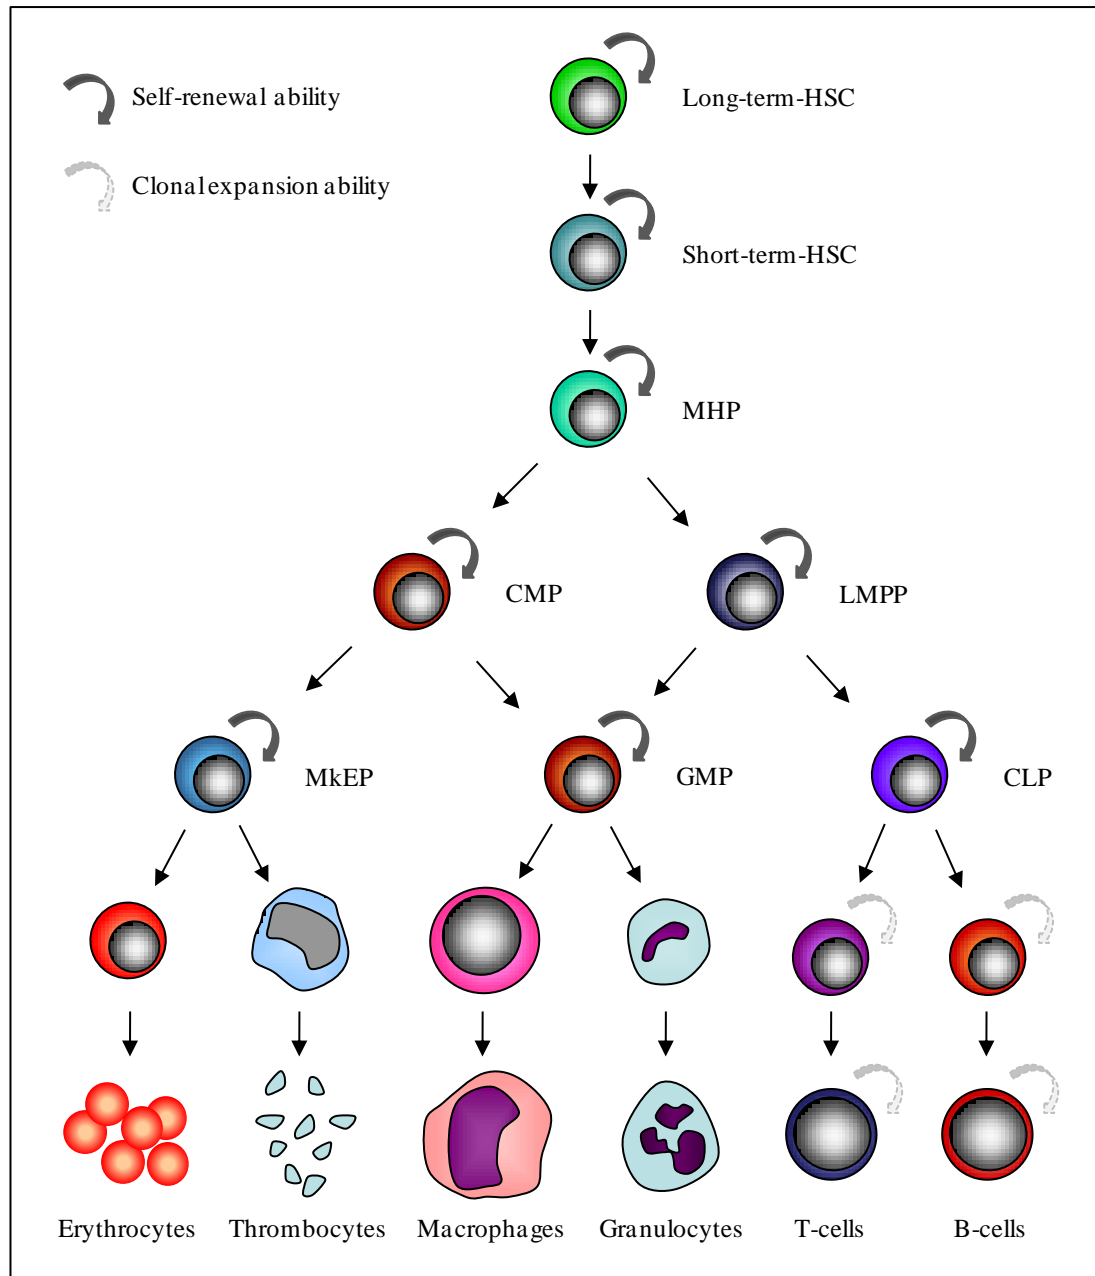 Self-renewal ability
Clonal expansion ability
Long-term-HSC
Short-term-HSC
MHP
CMP
LMPP
MkEP
GMP
CLP
Erythrocytes
Thrombocytes
Macrophages
Granulocytes
T-cells
B-cells